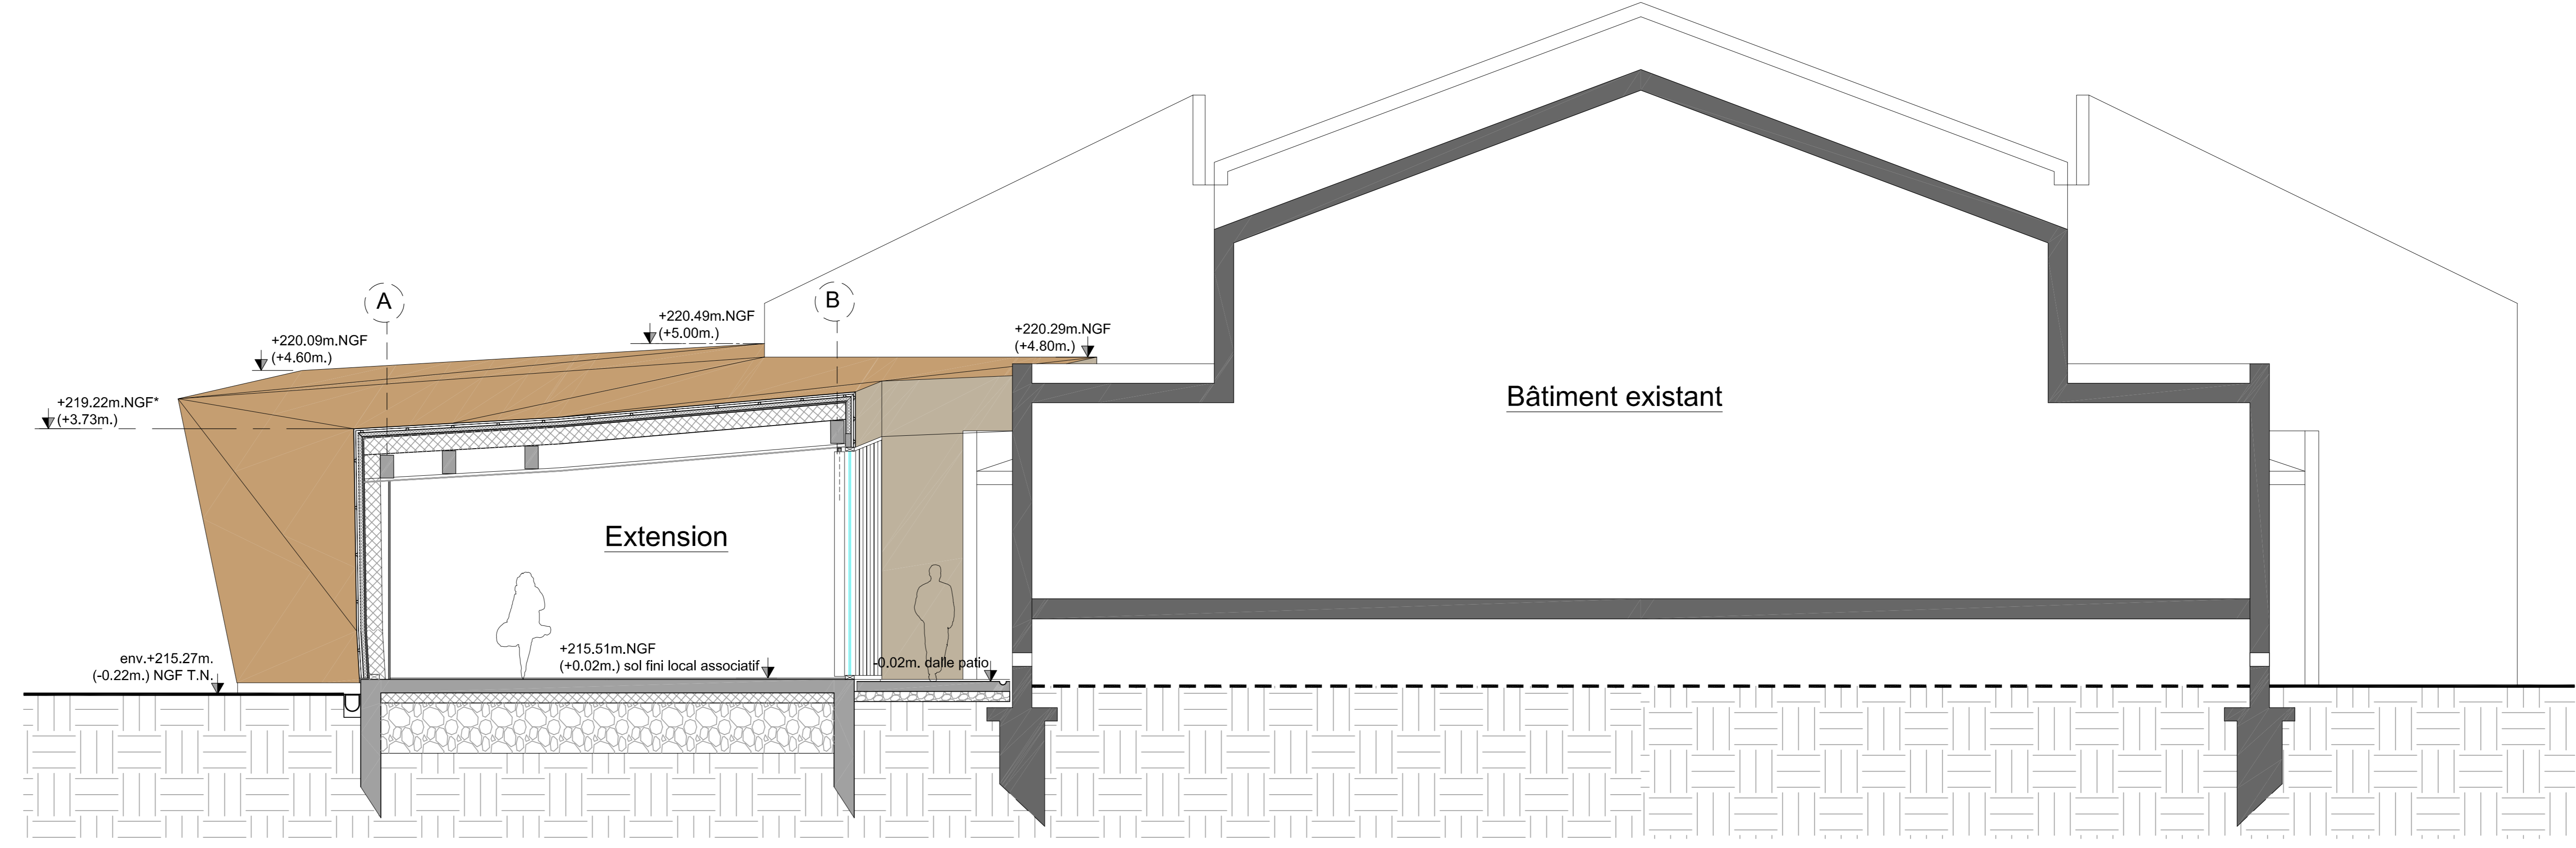 A
B
+220.49m.NGF
(+5.00m.)
+220.29m.NGF
(+4.80m.)
+220.09m.NGF
(+4.60m.)
+219.22m.NGF*
(+3.73m.)
Bâtiment existant
Extension
+215.51m.NGF
(+0.02m.) sol fini local associatif
-0.02m. dalle patio
env.+215.27m.
(-0.22m.) NGF T.N.